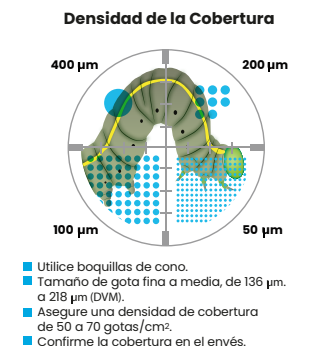 Densidad de la Cobertura
400 µm
200 µm
100 µm
50 µm
Utilice boquillas de cono.
Tamaño de gota fina a media, de 136 µm.
a 218 µm (DVM).
Asegure una densidad de cobertura
de 50 a 70 gotas/cm².
Confirme la cobertura en el envés.